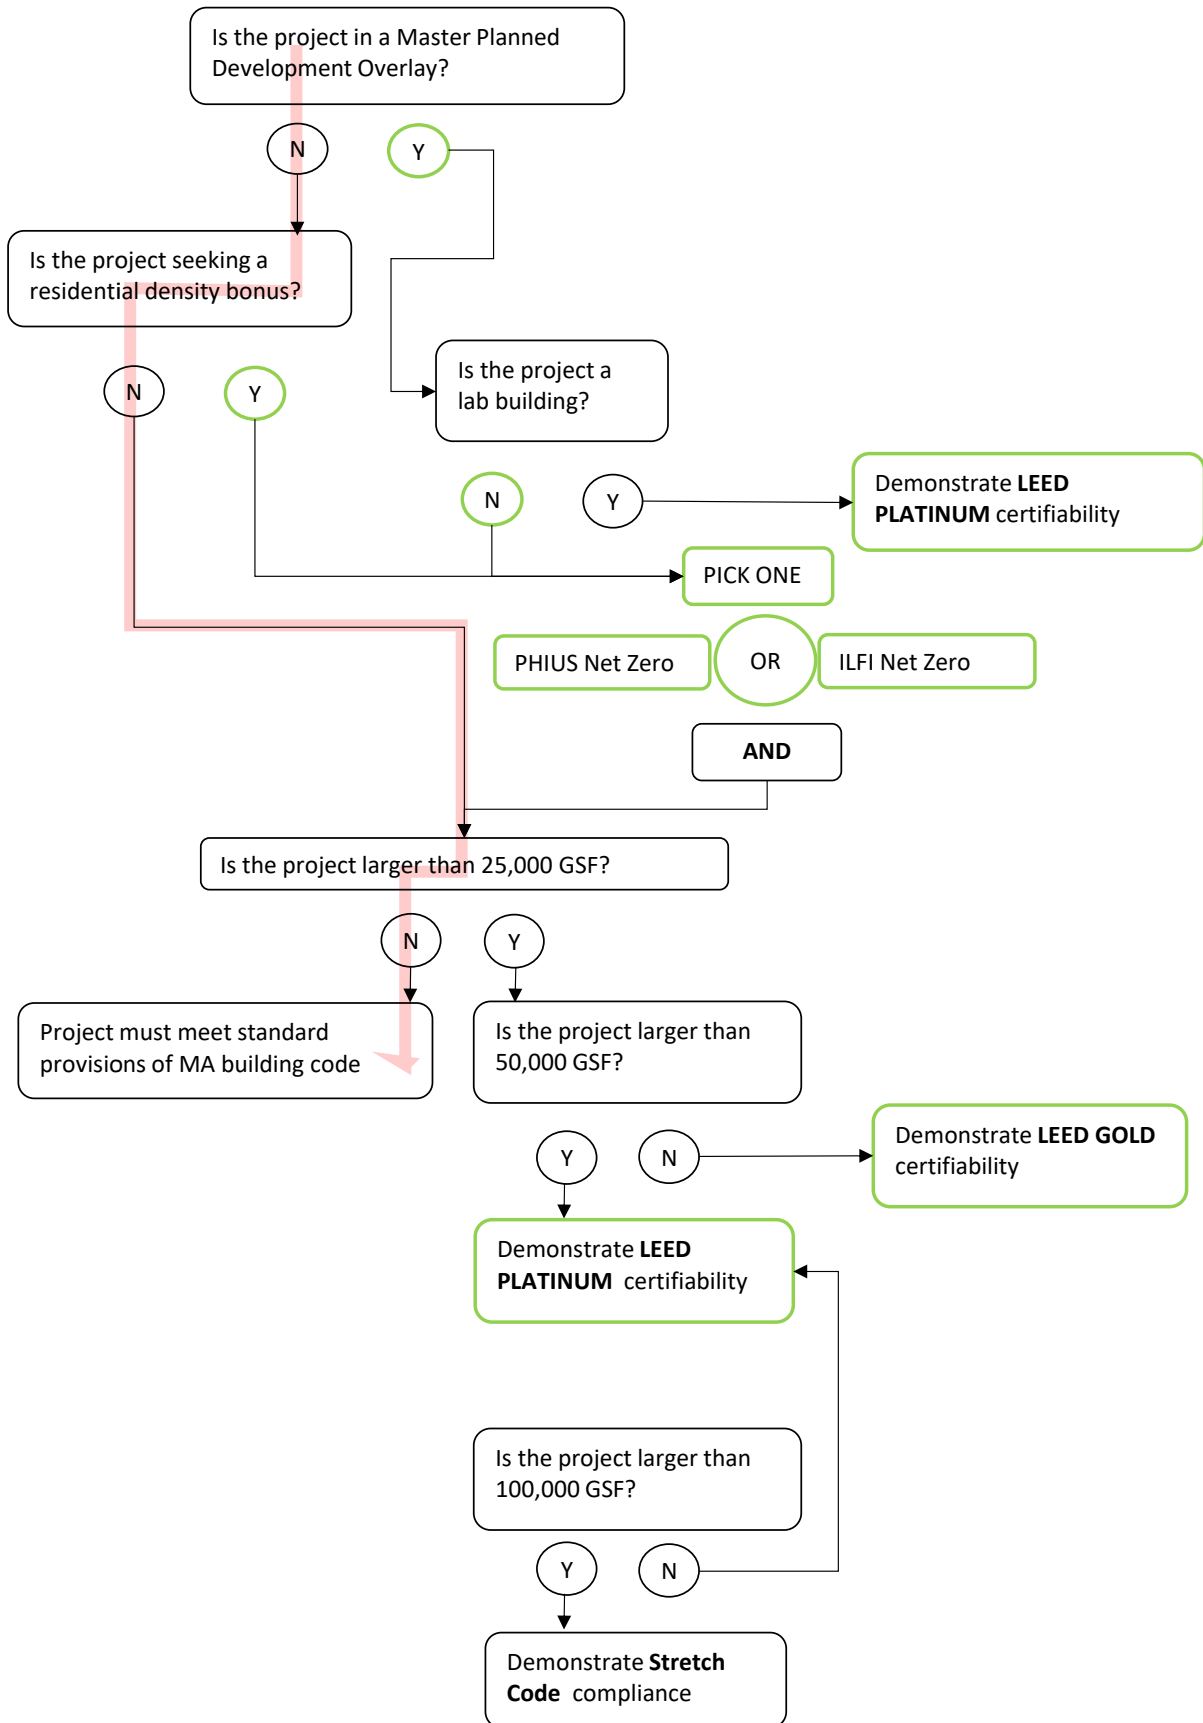 Is the project in a Master Planned
Development Overlay?
N
Y
Is the project seeking a
residential density bonus?
N
Y
Is the project a
lab building?
N
Y
Demonstrate LEED
PLATINUM certifiability
PICK ONE
PHIUS Net Zero
OR
ILFI Net Zero
AND
Is the project larger than 25,000 GSF?
N
Y
Project must meet standard
provisions of MA building code
Is the project larger than
50,000 GSF?
Y
N
Demonstrate LEED GOLD
certifiability
Demonstrate LEED
PLATINUM certifiability
Is the project larger than
100,000 GSF?
Y
N
Demonstrate Stretch
Code compliance